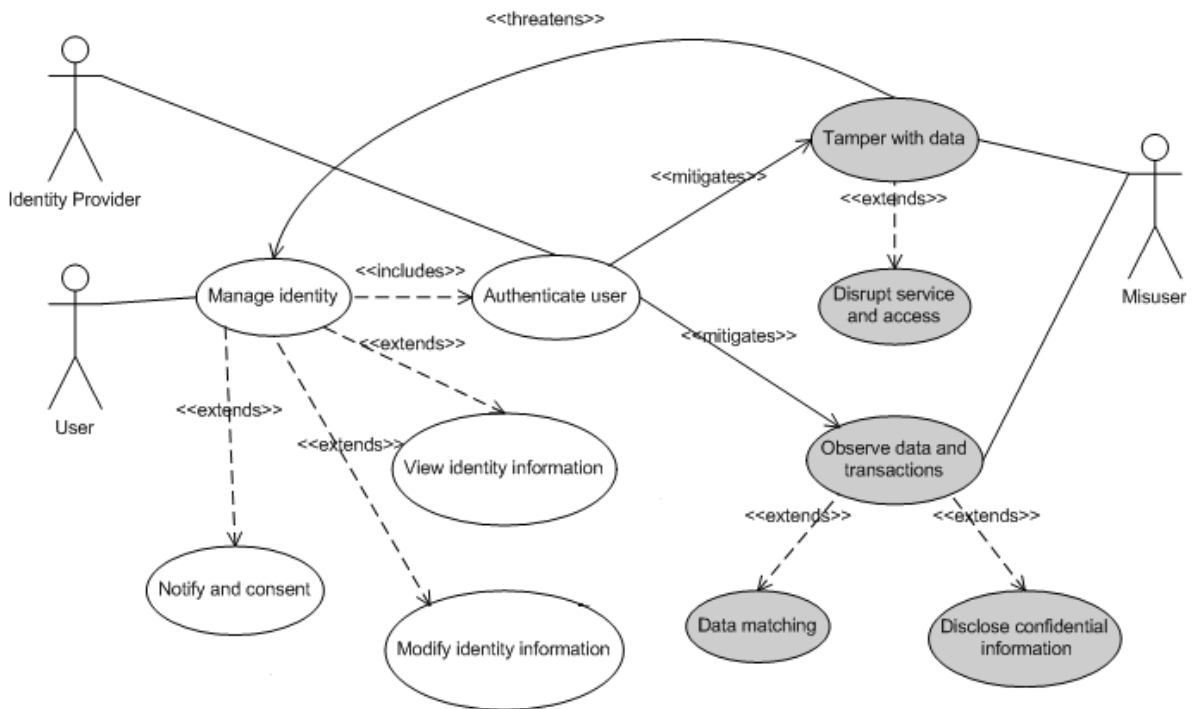 <<threatens>>
Tamper with data
<<mitigates>>
Identity Provider
<<extends>>
Misuser
<<includes>>
Manage identity
Authenticate user
Disrupt service
and access
<<mitigates>>
<<extends>>
<<extends>>
User
<<extends>>
Observe data and
transactions
View identity information
<<extends>>
<<extends>>
Notify and consent
Data matching
Disclose confidential
information
Modify identity information